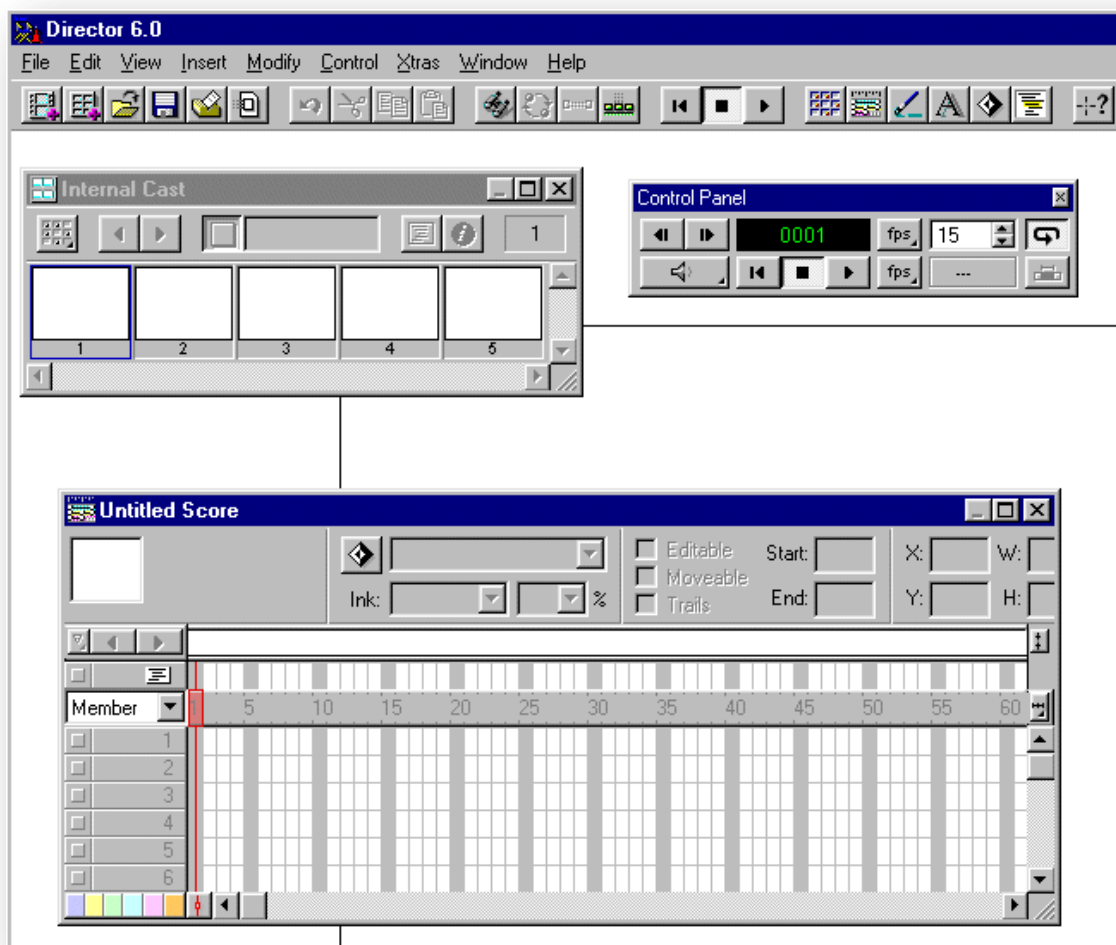 Director 6.0
File Edit View Insert Modify Control Xtras Window Help
Internal Cast
1
1 2 3 4 5
Control Panel
0001 fps 15
fps ---
Untitled Score
Editable Start: X: W:
Moveable
Ink: % Trails End: Y: H:
Member 1 5 10 15 20 25 30 35 40 45 50 55 60
1
2
3
4
5
6